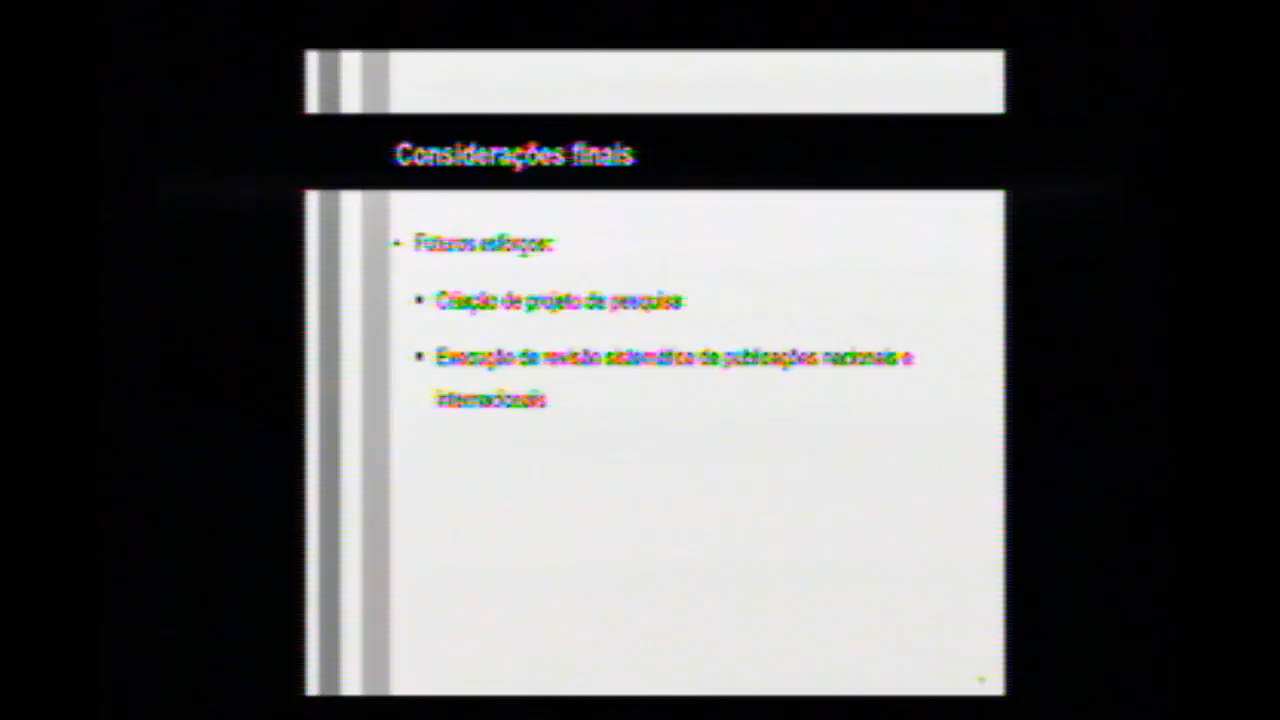 Considerações finais
• Futuros esforços:
• Criação de projeto de pesquisa
• Execução de revisão sistemática de publicações nacionais e
internacionais